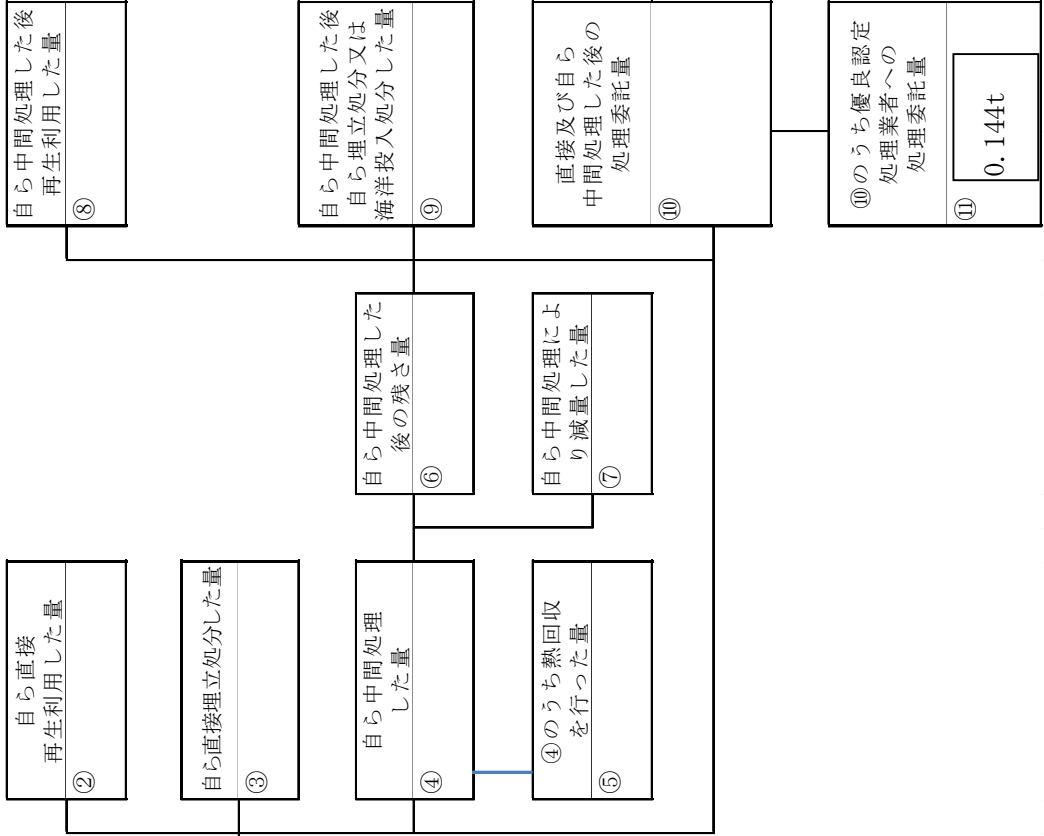 自ら直接
再生利用した量
②
自ら直接埋立処分した量
③
自ら中間処理
した量
④
④のうち熱回収
を行った量
⑤
自ら中間処理した
後の残さ量
⑥
自ら中間処理によ
り減量した量
⑦
自ら中間処理した後
再生利用した量
⑧
自ら中間処理した後
自ら埋立処分又は
海洋投入処分した量
⑨
直接及び自ら
中間処理した後の
処理委託量
⑩
⑩のうち優良認定
処理業者への
処理委託量
⑪
0.144t